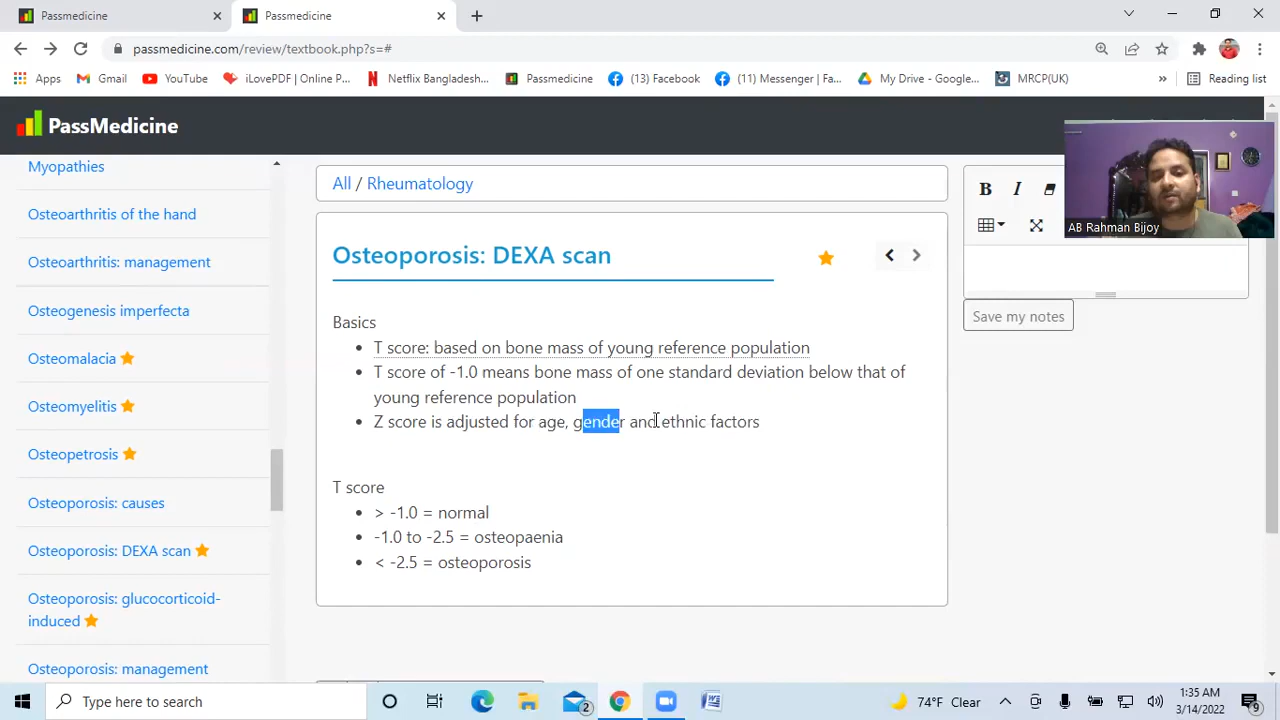 Passmedicine
Passmedicine
passmedicine.com/review/textbook.php?s=#
Apps
Gmail
YouTube
iLovePDF | Online P...
Netflix Bangladesh...
Passmedicine
(13) Facebook
(11) Messenger | Fa...
My Drive - Google...
MRCP(UK)
»
Reading list
PassMedicine
Myopathies
Osteoarthritis of the hand
Osteoarthritis: management
Osteogenesis imperfecta
Osteomalacia
Osteomyelitis
Osteopetrosis
Osteoporosis: causes
Osteoporosis: DEXA scan
Osteoporosis: glucocorticoid-
induced
Osteoporosis: management
All / Rheumatology
Osteoporosis: DEXA scan
Basics
• T score: based on bone mass of young reference population
• T score of -1.0 means bone mass of one standard deviation below that of
young reference population
• Z score is adjusted for age, gender and ethnic factors
T score
• > -1.0 = normal
• -1.0 to -2.5 = osteopaenia
• < -2.5 = osteoporosis
B I
AB Rahman Bijoy
Save my notes
Type here to search
2
74°F Clear
1:35 AM
3/14/2022
9